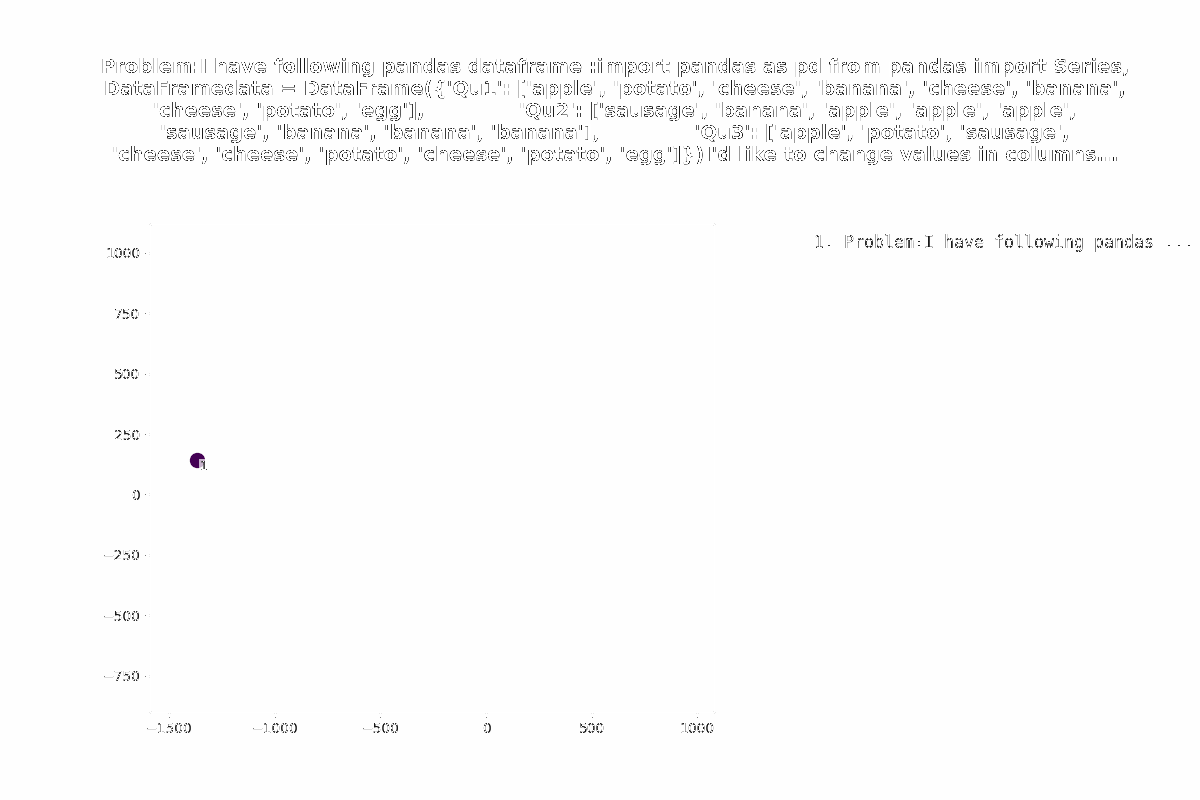 Problem:I have following pandas dataframe :import pandas as pd from pandas import Series,
DataFramedata = DataFrame({'Qu1': ['apple', 'potato', 'cheese', 'banana', 'cheese', 'banana',
'cheese', 'potato', 'egg'],              'Qu2': ['sausage', 'banana', 'apple', 'apple', 'apple',
'sausage', 'banana', 'banana', 'banana'],              'Qu3': ['apple', 'potato', 'sausage',
'cheese', 'cheese', 'potato', 'cheese', 'potato', 'egg']})I'd like to change values in columns...
1. Problem:I have following pandas ...
1000
750
500
250
1
0
−250
−500
−750
−1500 −1000 −500 0 500 1000